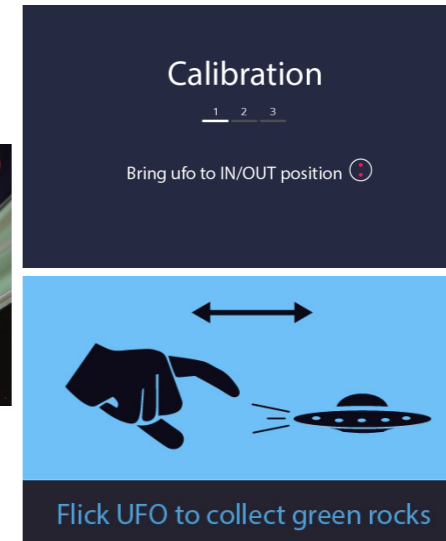 Calibration
1 2 3
Bring ufo to IN/OUT position
Flick UFO to collect green rocks